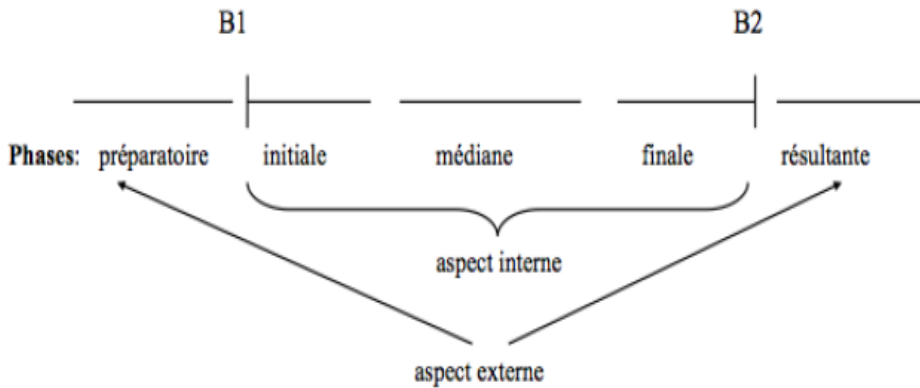 B1 B2
Phases: préparatoire initiale médiane finale résultante
aspect interne
aspect externe